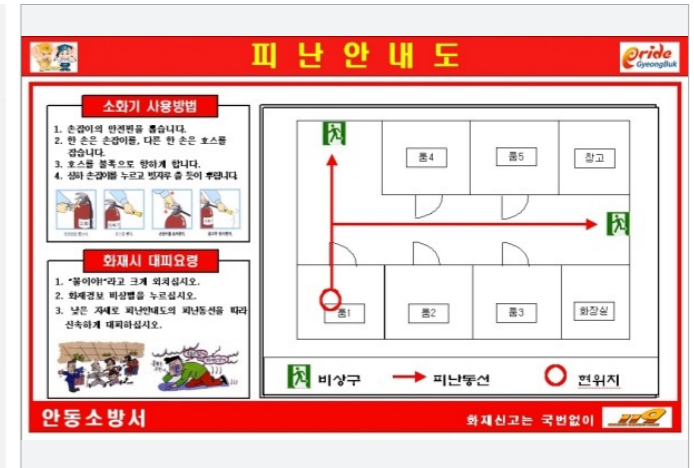 피난안내도
Pride
GyeongBuk
소화기 사용방법
1. 손잡이의 안전핀을 뽑습니다.
2. 한 손은 손잡이를, 다른 한 손은 호스를
잡습니다.
3. 호스를 불쪽으로 향하게 합니다.
4. 상하 손잡이를 누르고 빗자루 쓸 듯이 뿌립니다
화재시 대피요령
1. "불이야!"라고 크게 외치십시오.
2. 화재경보 비상벨을 누르십시오.
3. 낮은 자세로 피난안내도의 피난동선을 따라
신속하게 대피하십시오.
룸4
룸5
창고
룸1
룸2
룸3
화장실
비상구
피난동선
현위치
안동소방서
화재신고는 국번없이
119